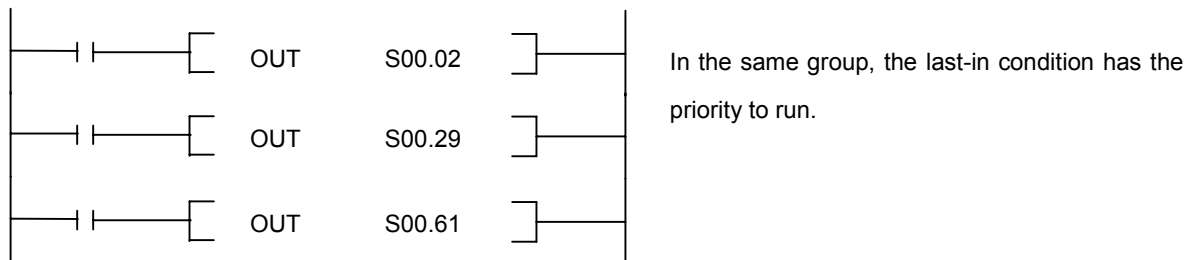 OUT S00.02
In the same group, the last-in condition has the
priority to run.
OUT S00.29
OUT S00.61